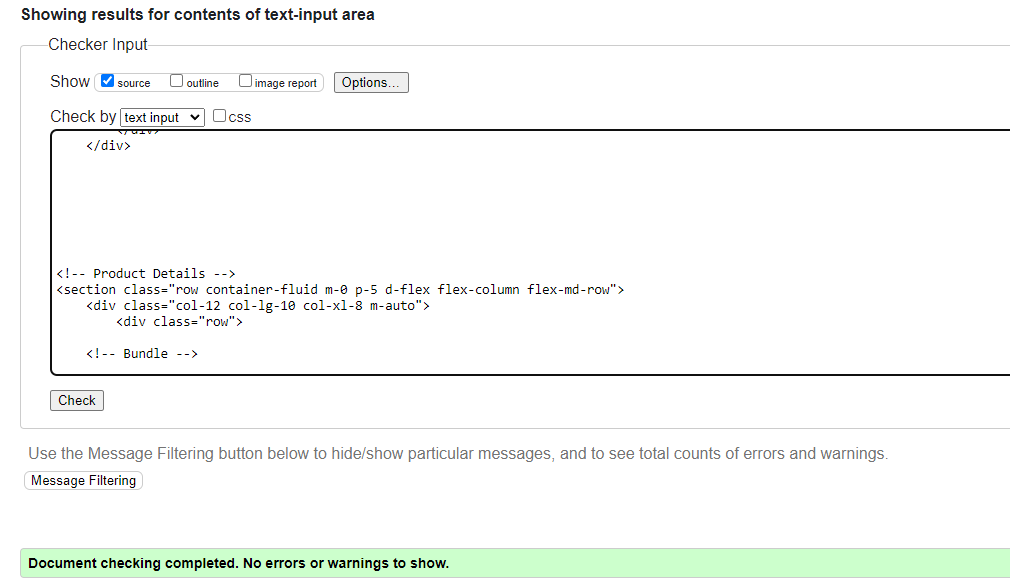 Showing results for contents of text-input area
Checker Input
Show source outline image report Options...
Check by text input css
</div>
</div>
<!-- Product Details -->
<section class="row container-fluid m-0 p-5 d-flex flex-column flex-md-row">
<div class="col-12 col-lg-10 col-xl-8 m-auto">
<div class="row">
<!-- Bundle -->
Check
Use the Message Filtering button below to hide/show particular messages, and to see total counts of errors and warnings.
Message Filtering
Document checking completed. No errors or warnings to show.